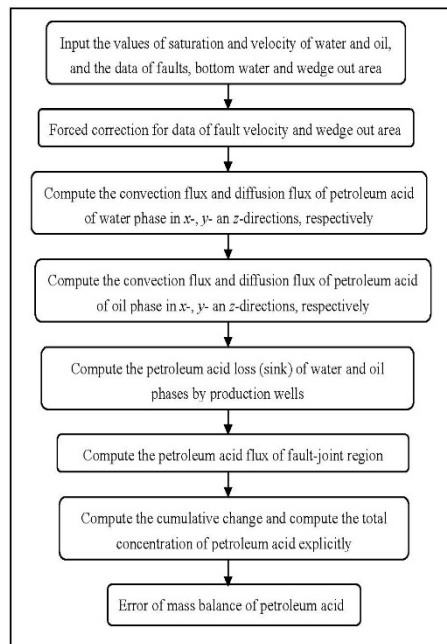 Input the values of saturation and velocity of water and oil,
and the data of faults, bottom water and wedge out area
Forced correction for data of fault velocity and wedge out area
Compute the convection flux and diffusion flux of petroleum acid
of water phase in x-, y- an z-directions, respectively
Compute the convection flux and diffusion flux of petroleum acid
of oil phase in x-, y- an z-directions, respectively
Compute the petroleum acid loss (sink) of water and oil
phases by production wells
Compute the petroleum acid flux of fault-joint region
Compute the cumulative change and compute the total
concentration of petroleum acid explicitly
Error of mass balance of petroleum acid